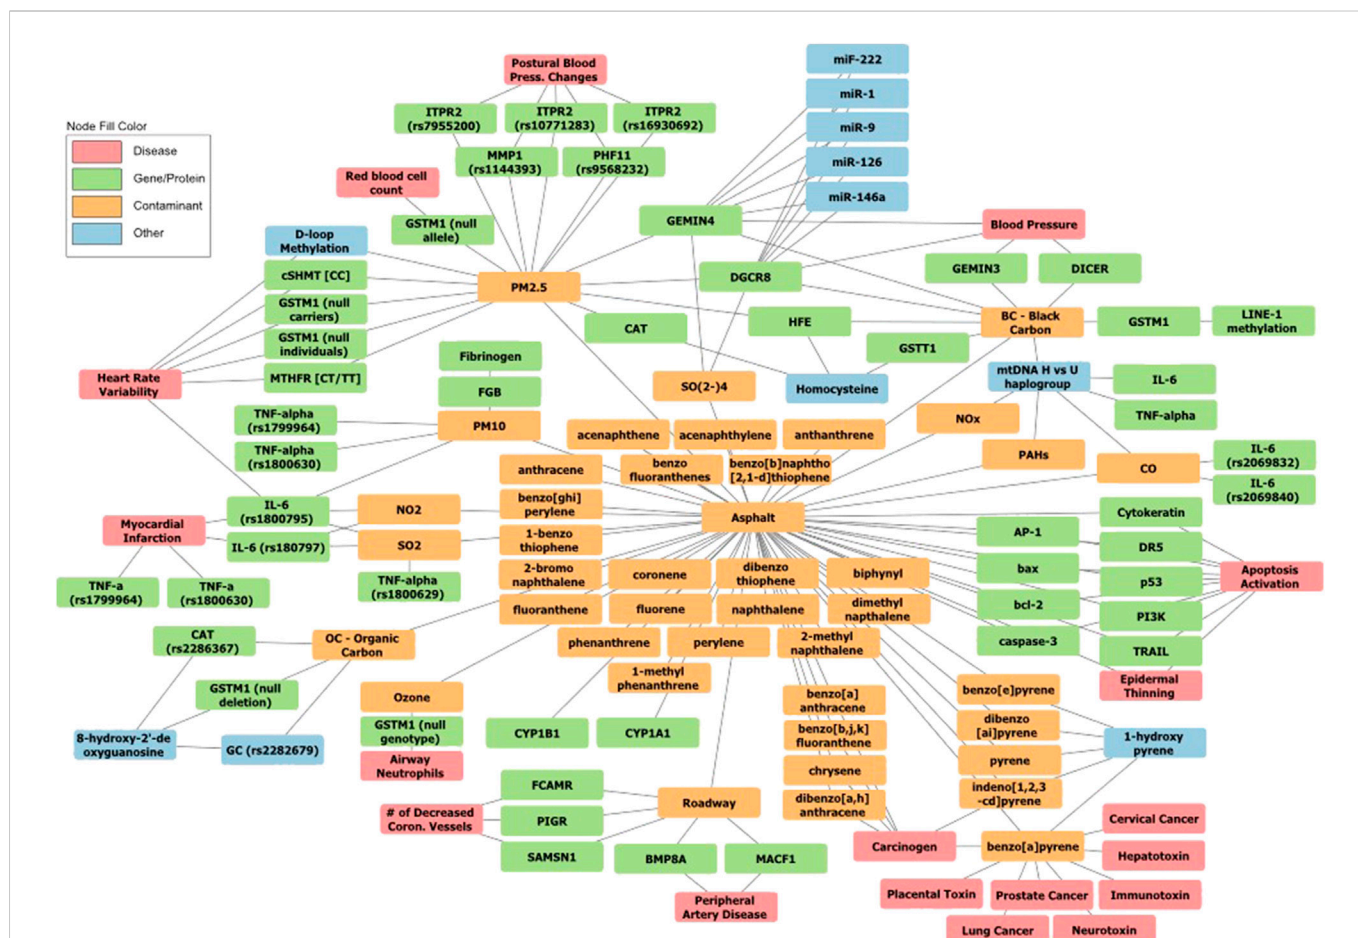 Postural Blood
Press. Changes
miF-222
miR-1
miR-9
miR-126
miR-146a
Node Fill Color
Disease
Gene/Protein
Contaminant
Other
ITPR2
(rs7955200)
ITPR2
(rs10771283)
ITPR2
(rs16930692)
MMP1
(rs1144393)
PHF11
(rs9568232)
Red blood cell
count
GSTM1 (null
allele)
GEMIN4
Blood Pressure
D-loop
Methylation
cSHMT [CC]
GSTM1 (null
carriers)
GSTM1 (null
individuals)
MTHFR [CT/TT]
Heart Rate
Variability
PM2.5
DGCR8
GEMIN3
DICER
CAT
HFE
GSTT1
BC - Black
Carbon
GSTM1
LINE-1
methylation
Fibrinogen
FGB
PM10
SO(2-)4
Homocysteine
mtDNA H vs U
haplogroup
IL-6
TNF-alpha
TNF-alpha
(rs1799964)
TNF-alpha
(rs1800630)
NOx
PAHs
CO
IL-6
(rs2069832)
IL-6
(rs2069840)
acenaphthene
acenaphthylene
anthanthrene
anthracene
benzo
fluoranthenes
benzo[b]naphtho
[2,1-d]thiophene
benzo[ghi]
perylene
Asphalt
1-benzo
thiophene
IL-6
(rs1800795)
IL-6 (rs180797)
NO2
SO2
TNF-alpha
(rs1800629)
Myocardial
Infarction
TNF-a
(rs1799964)
TNF-a
(rs1800630)
2-bromo
naphthalene
coronene
dibenzo
thiophene
biphynyl
fluoranthene
fluorene
naphthalene
dimethyl
napthalene
phenanthrene
perylene
2-methyl
naphthalene
1-methyl
phenanthrene
AP-1
bax
bcl-2
caspase-3
Cytokeratin
DR5
p53
PI3K
TRAIL
Apoptosis
Activation
Epidermal
Thinning
CAT
(rs2286367)
OC - Organic
Carbon
GSTM1 (null
deletion)
8-hydroxy-2'-de
oxyguanosine
GC (rs2282679)
Ozone
GSTM1 (null
genotype)
Airway
Neutrophils
CYP1B1
CYP1A1
benzo[a]
anthracene
benzo[b,j,k]
fluoranthene
chrysene
dibenzo[a,h]
anthracene
benzo[e]pyrene
dibenzo
[ai]pyrene
pyrene
indeno[1,2,3
-cd]pyrene
1-hydroxy
pyrene
FCAMR
PIGR
SAMSN1
# of Decreased
Coron. Vessels
Roadway
BMP8A
MACF1
Peripheral
Artery Disease
Carcinogen
benzo[a]pyrene
Cervical Cancer
Hepatotoxin
Immunotoxin
Placental Toxin
Prostate Cancer
Lung Cancer
Neurotoxin